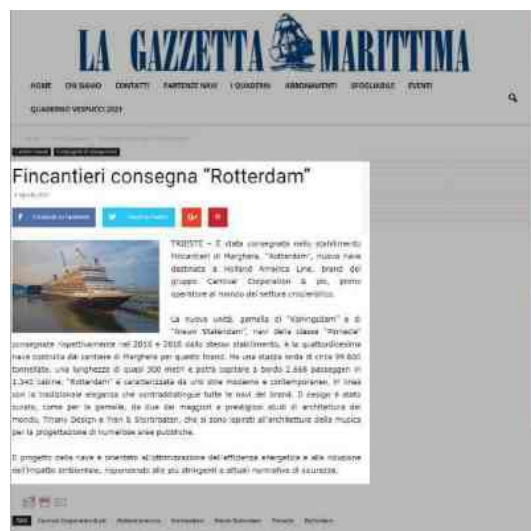 LA GAZZETTA MARITTIMA
HOME CHI SIAMO CONTATTI PARTENZE NAVI I QUADERNI ABBONAMENTI SFOGLIABILE EVENTI
QUADERNO VESPUCCI 2021
Fincantieri consegna "Rotterdam"
TRIESTE – È stata consegnata nello stabilimento
Fincantieri di Marghera, "Rotterdam", nuova nave
destinata a Holland America Line, brand del
gruppo Carnival Corporation & plc, primo
operatore al mondo del settore crocieristico.
La nuova unità, gemella di "Koningsdam" e di
"Nieuw Statendam", navi della classe "Pinnacle"
consegnate rispettivamente nel 2016 e 2018 dallo stesso stabilimento, è la quattordicesima
nave costruita dal cantiere di Marghera per questo brand. Ha una stazza lorda di circa 99.800
tonnellate, una lunghezza di quasi 300 metri e potrà ospitare a bordo 2.668 passeggeri in
1.340 cabine. "Rotterdam" è caratterizzata da uno stile moderno e contemporaneo, in linea
con la tradizionale eleganza che contraddistingue tutte le navi del brand. Il design è stato
curato, come per le gemelle, da due dei maggiori e prestigiosi studi di architettura del
mondo, Tihany Design e Yran & Storbraaten, che si sono ispirati all'architettura della musica
per la progettazione di numerose aree pubbliche.
Il progetto della nave è orientato all'ottimizzazione dell'efficienza energetica e alla riduzione
dell'impatto ambientale, rispondendo alle più stringenti e attuali normative di sicurezza.